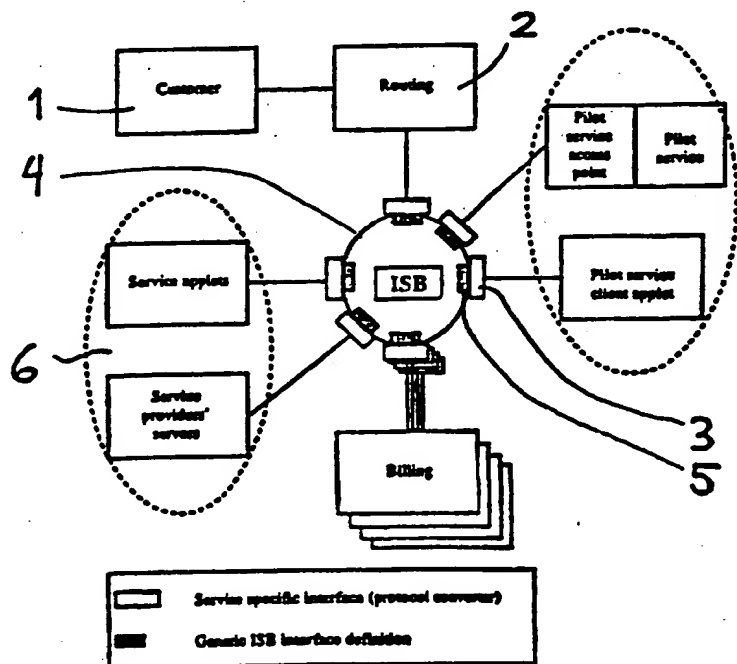 2
1
Customer
Routing
Pilot
service
access
point
Pilot
service
4
Service applets
ISB
Pilot service
client applet
6
Service
providers'
servers
3
5
Billing
Service specific interface (protocol converter)
Generic ISB interface definition